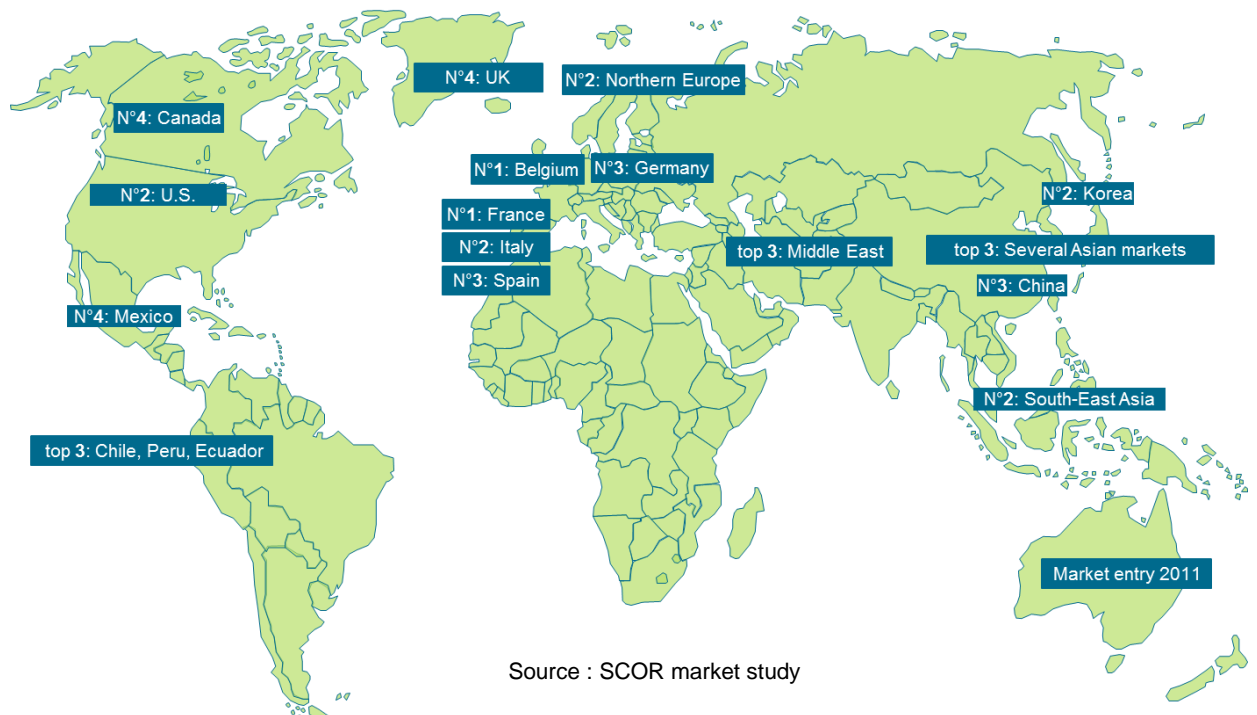 N°4: UK
N°2: Northern Europe
N°4: Canada
N°1: Belgium
N°3: Germany
N°2: U.S.
N°2: Korea
N°1: France
N°2: Italy
top 3: Middle East
top 3: Several Asian markets
N°3: Spain
N°3: China
N°4: Mexico
N°2: South-East Asia
top 3: Chile, Peru, Ecuador
Market entry 2011
Source : SCOR market study